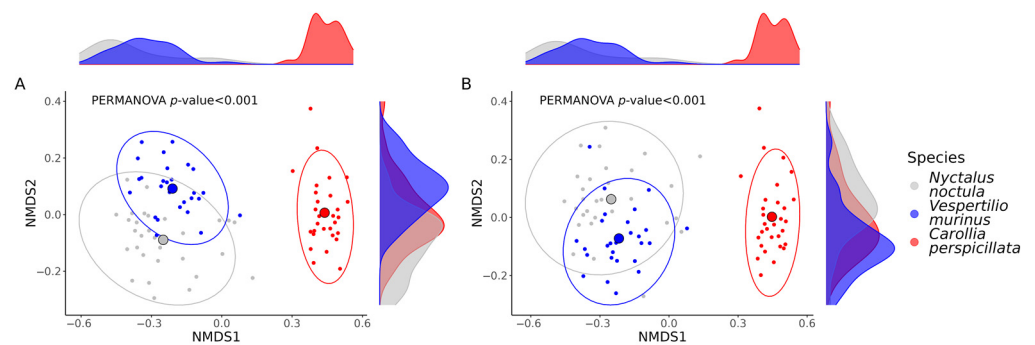 A
PERMANOVA p-value<0.001
0.4
0.2
0.0
−0.2
NMDS2
−0.6
−0.3
0.0
0.3
0.6
NMDS1
B
PERMANOVA p-value<0.001
0.4
0.2
0.0
−0.2
−0.4
NMDS2
−0.6
−0.3
0.0
0.3
0.6
NMDS1
Species
Nyctalus
noctula
Vespertilio
murinus
Carollia
perspicillata